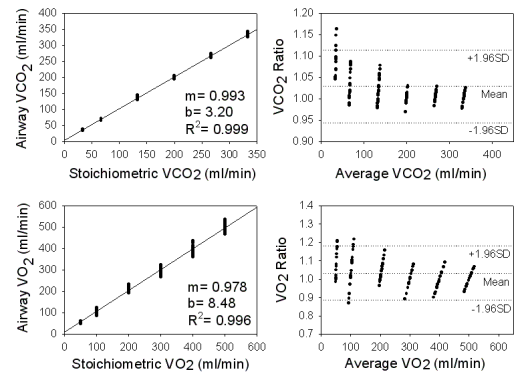 Airway VCO2 (ml/min)
400
350
300
250
200
150
100
50
0
m= 0.993
b= 3.20
R2= 0.999
0 50 100 150 200 250 300 350
Stoichiometric VCO2 (ml/min)
VCO2 Ratio
1.20
1.15
1.10
1.05
1.00
0.95
0.90
+1.96SD
Mean
-1.96SD
0 100 200 300 400
Average VCO2 (ml/min)
Airway VO2 (ml/min)
600
500
400
300
200
100
0
m= 0.978
b= 8.48
R2= 0.996
0 100 200 300 400 500 600
Stoichiometric VO2 (ml/min)
VO2 Ratio
1.4
1.3
1.2
1.1
1.0
0.9
0.8
0.7
+1.96SD
Mean
-1.96SD
0 100 200 300 400 500 600
Average VO2 (ml/min)